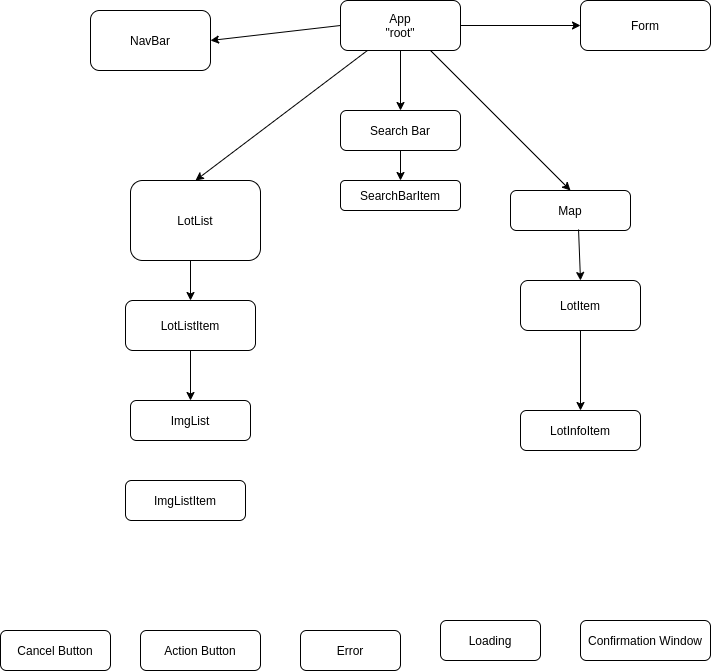 App
"root"
NavBar
Form
Search Bar
SearchBarItem
LotList
Map
LotListItem
LotItem
ImgList
LotInfoItem
ImgListItem
Cancel Button
Action Button
Error
Loading
Confirmation Window